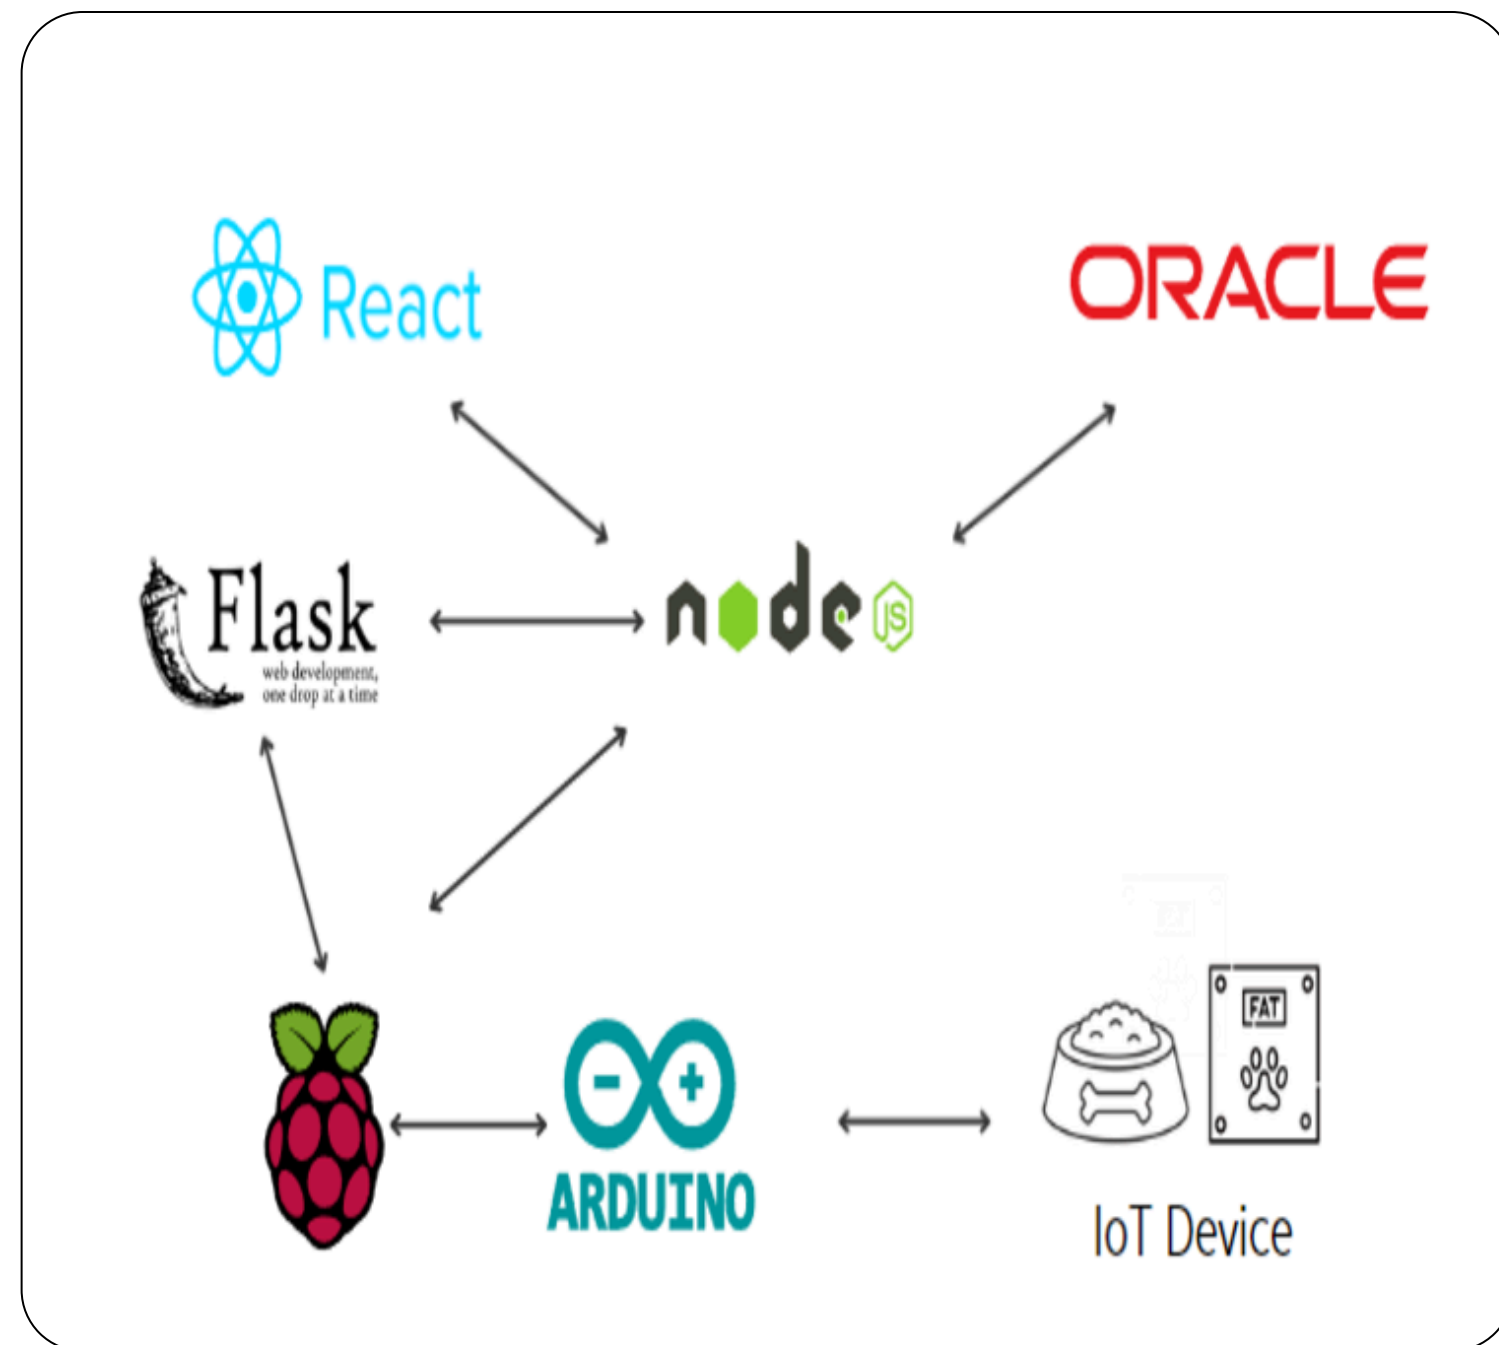 React
ORACLE
Flask
web development,
one drop at a time
node
JS
FAT
ARDUINO
IoT Device